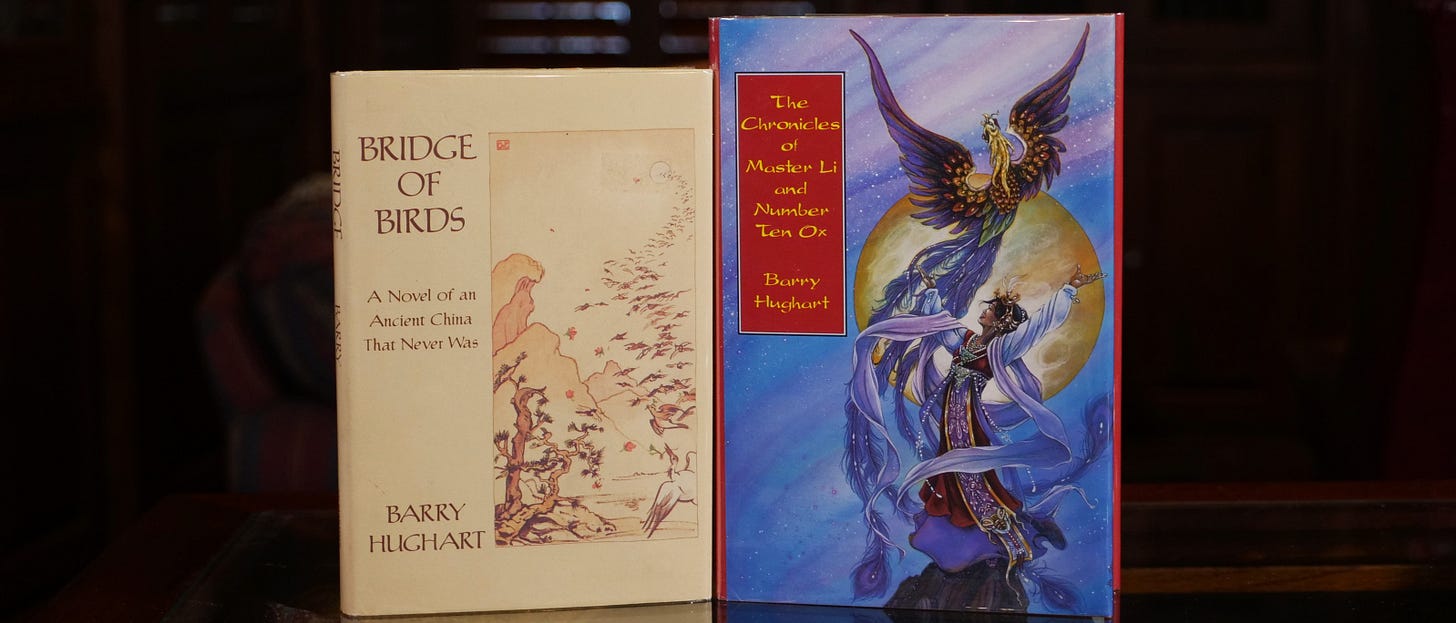 BRIDGE
OF
BIRDS
A Novel of an
Ancient China
That Never Was
BARRY
HUGHART
BRIDGE
BARRY
The
Chronicles
of
Master Li
and
Number
Ten Ox
Barry
Hughart